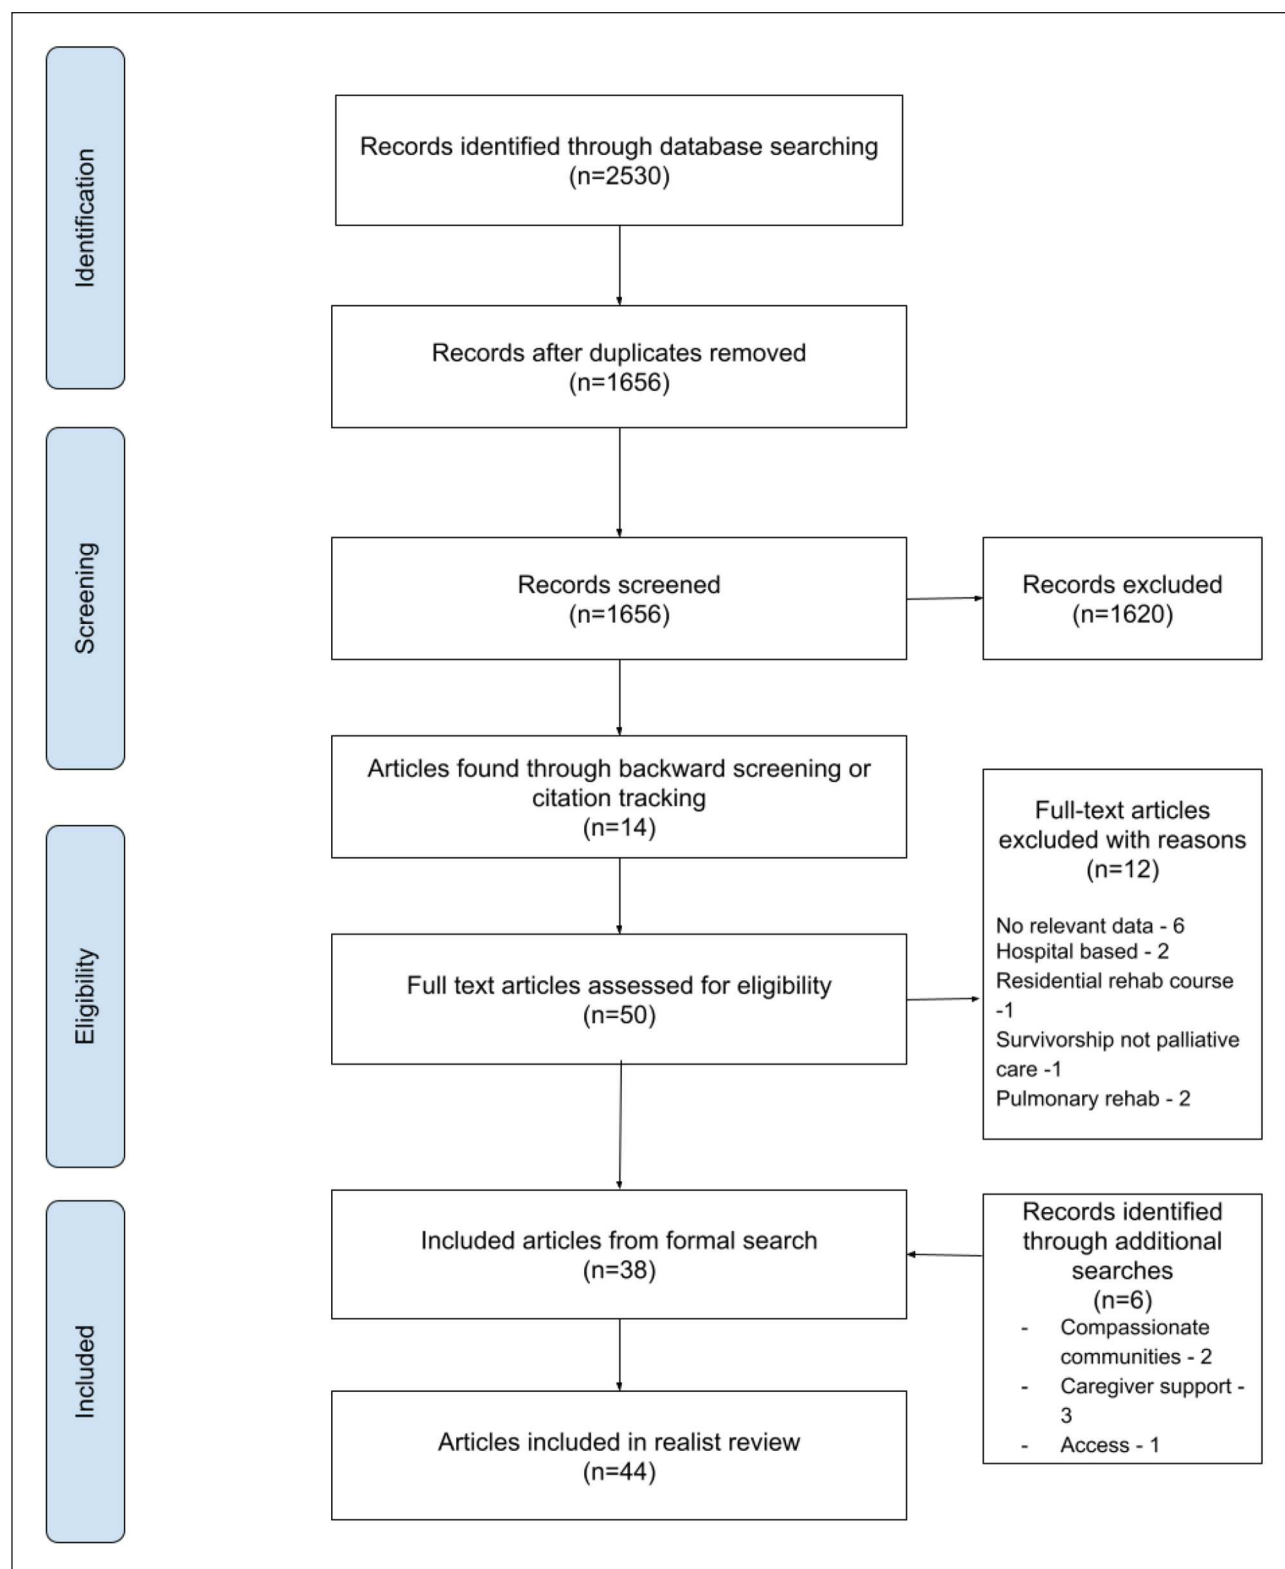 Identification
Records identified through database searching
(n=2530)
Records after duplicates removed
(n=1656)
Screening
Records screened
(n=1656)
Records excluded
(n=1620)
Articles found through backward screening or
citation tracking
(n=14)
Eligibility
Full text articles assessed for eligibility
(n=50)
Full-text articles
excluded with reasons
(n=12)
No relevant data - 6
Hospital based - 2
Residential rehab course
-1
Survivorship not palliative
care -1
Pulmonary rehab - 2
Included
Included articles from formal search
(n=38)
Records identified
through additional
searches
(n=6)
- Compassionate
communities - 2
- Caregiver support -
3
- Access - 1
Articles included in realist review
(n=44)